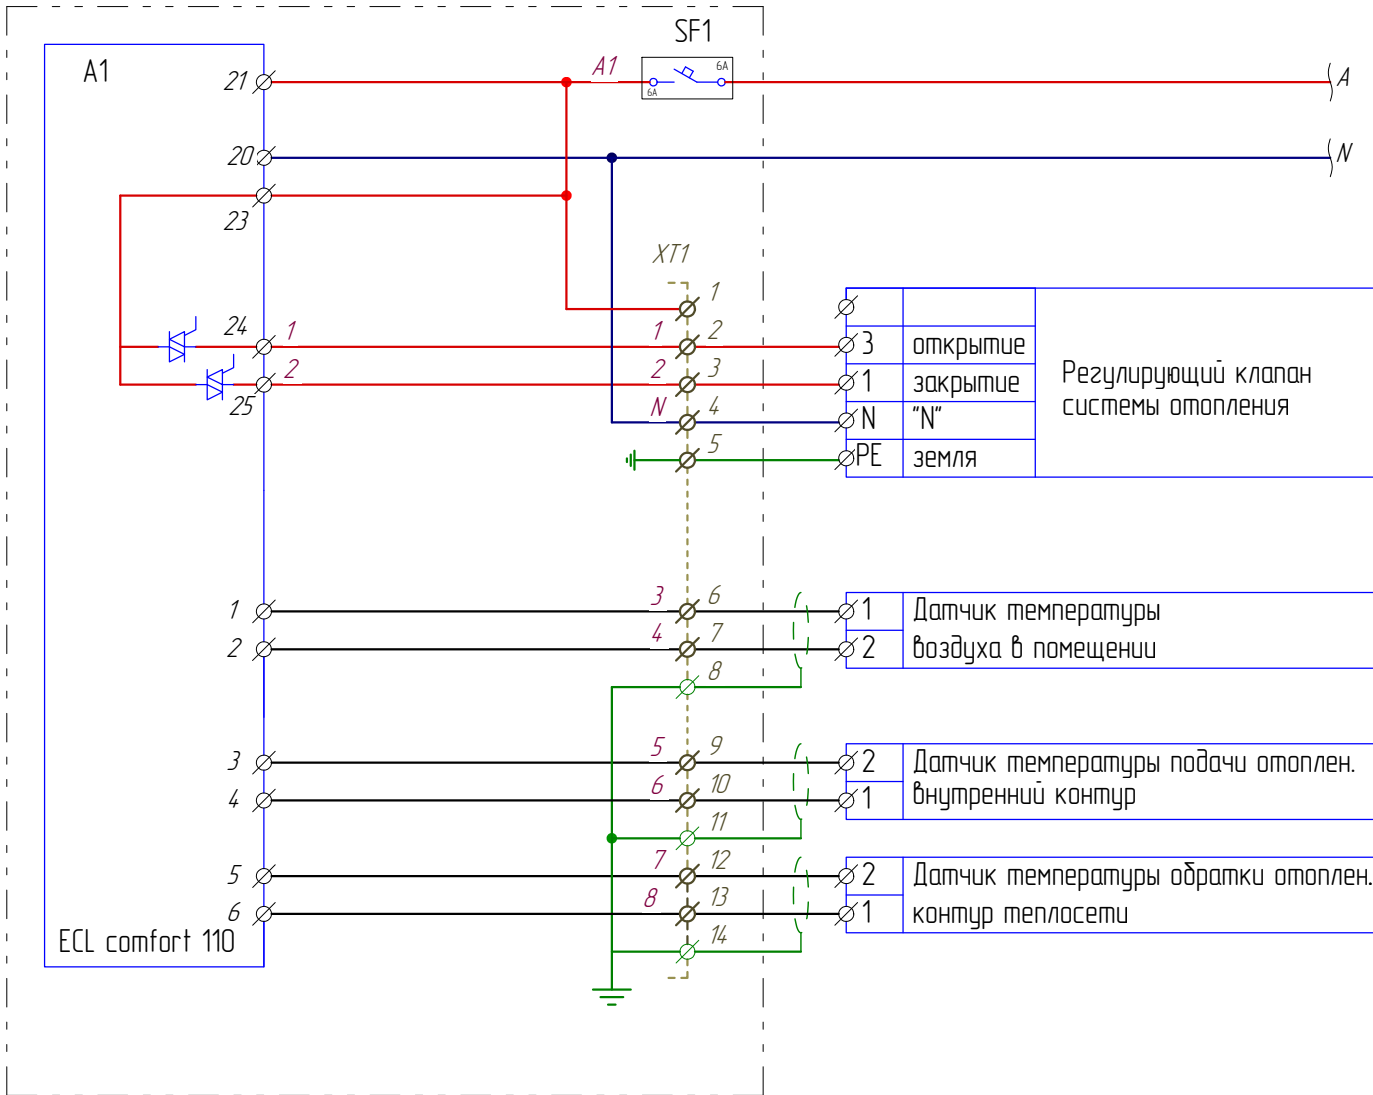 SF1
A1
21
A1
6A
6A
A
20
N
23
XT1
1
24
1
1
2
3
открытие
2
2
3
1
закрытие
Регулирующий клапан
системы отопления
25
N
4
N
"N"
5
PE
земля
1
3
6
1
Датчик температуры
2
4
7
2
воздуха в помещении
8
3
5
9
2
Датчик температуры подачи отоплен.
4
6
10
1
внутренний контур
11
5
7
12
2
Датчик температуры обратки отоплен.
6
8
13
1
контур теплосети
ECL comfort 110
14